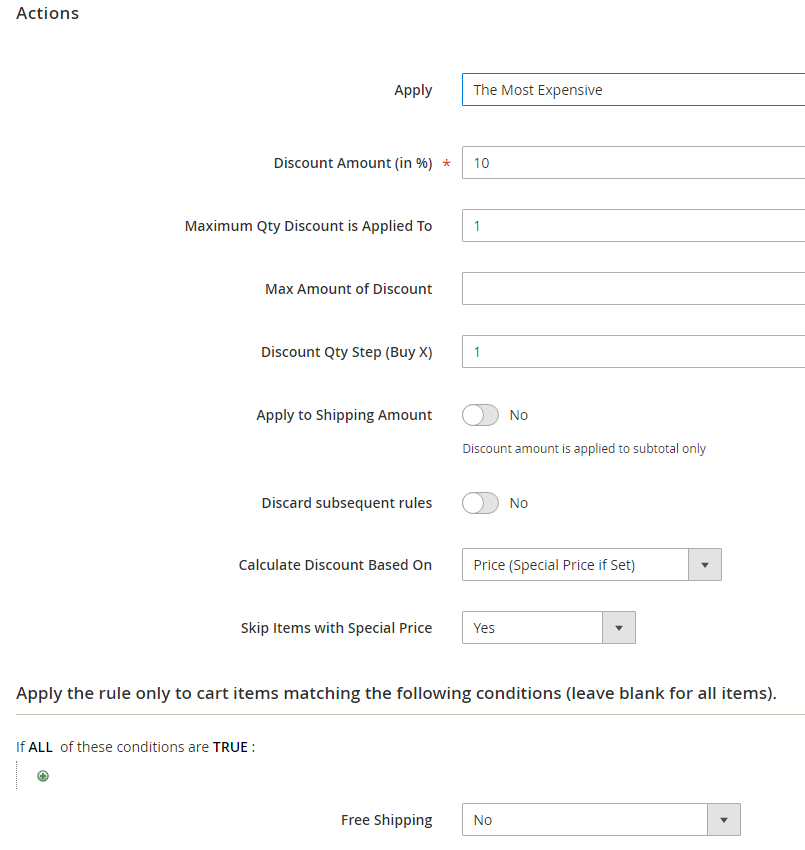 Actions
Apply The Most Expensive
Discount Amount (in %) * 10
Maximum Qty Discount is Applied To 1
Max Amount of Discount
Discount Qty Step (Buy X) 1
Apply to Shipping Amount No
Discount amount is applied to subtotal only
Discard subsequent rules No
Calculate Discount Based On Price (Special Price if Set)
Skip Items with Special Price Yes
Apply the rule only to cart items matching the following conditions (leave blank for all items).
If ALL of these conditions are TRUE :
Free Shipping No